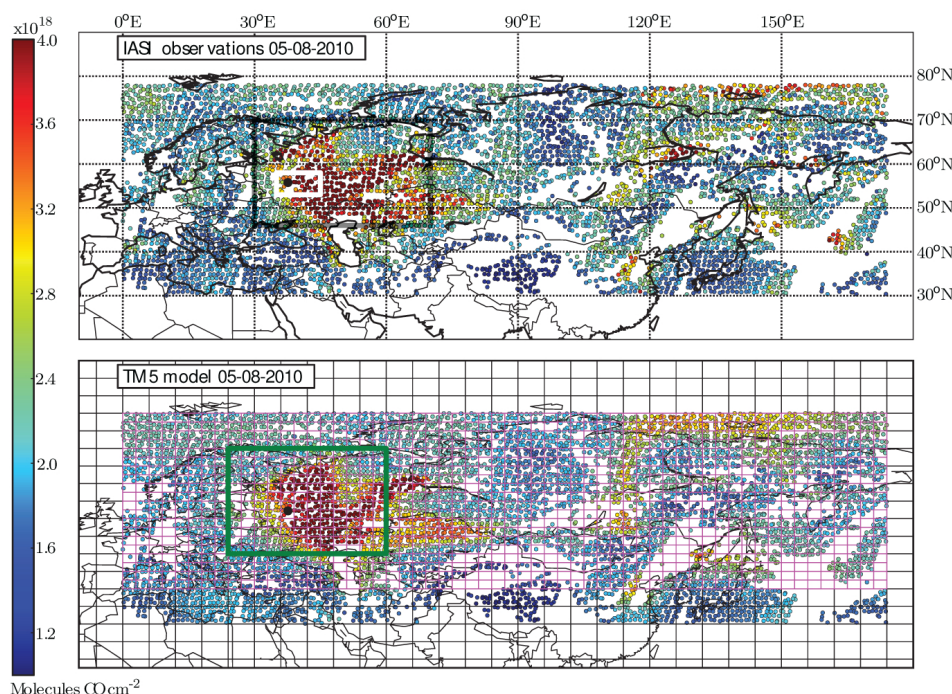 x10¹⁸
0°E 30°E 60°E 90°E 120°E 150°E
4.0
IASI observations 05-08-2010
80°N
3.6
70°N
60°N
3.2
50°N
2.8
40°N
30°N
2.4
TM5 model 05-08-2010
2.0
1.6
1.2
Molecules CO cm⁻²